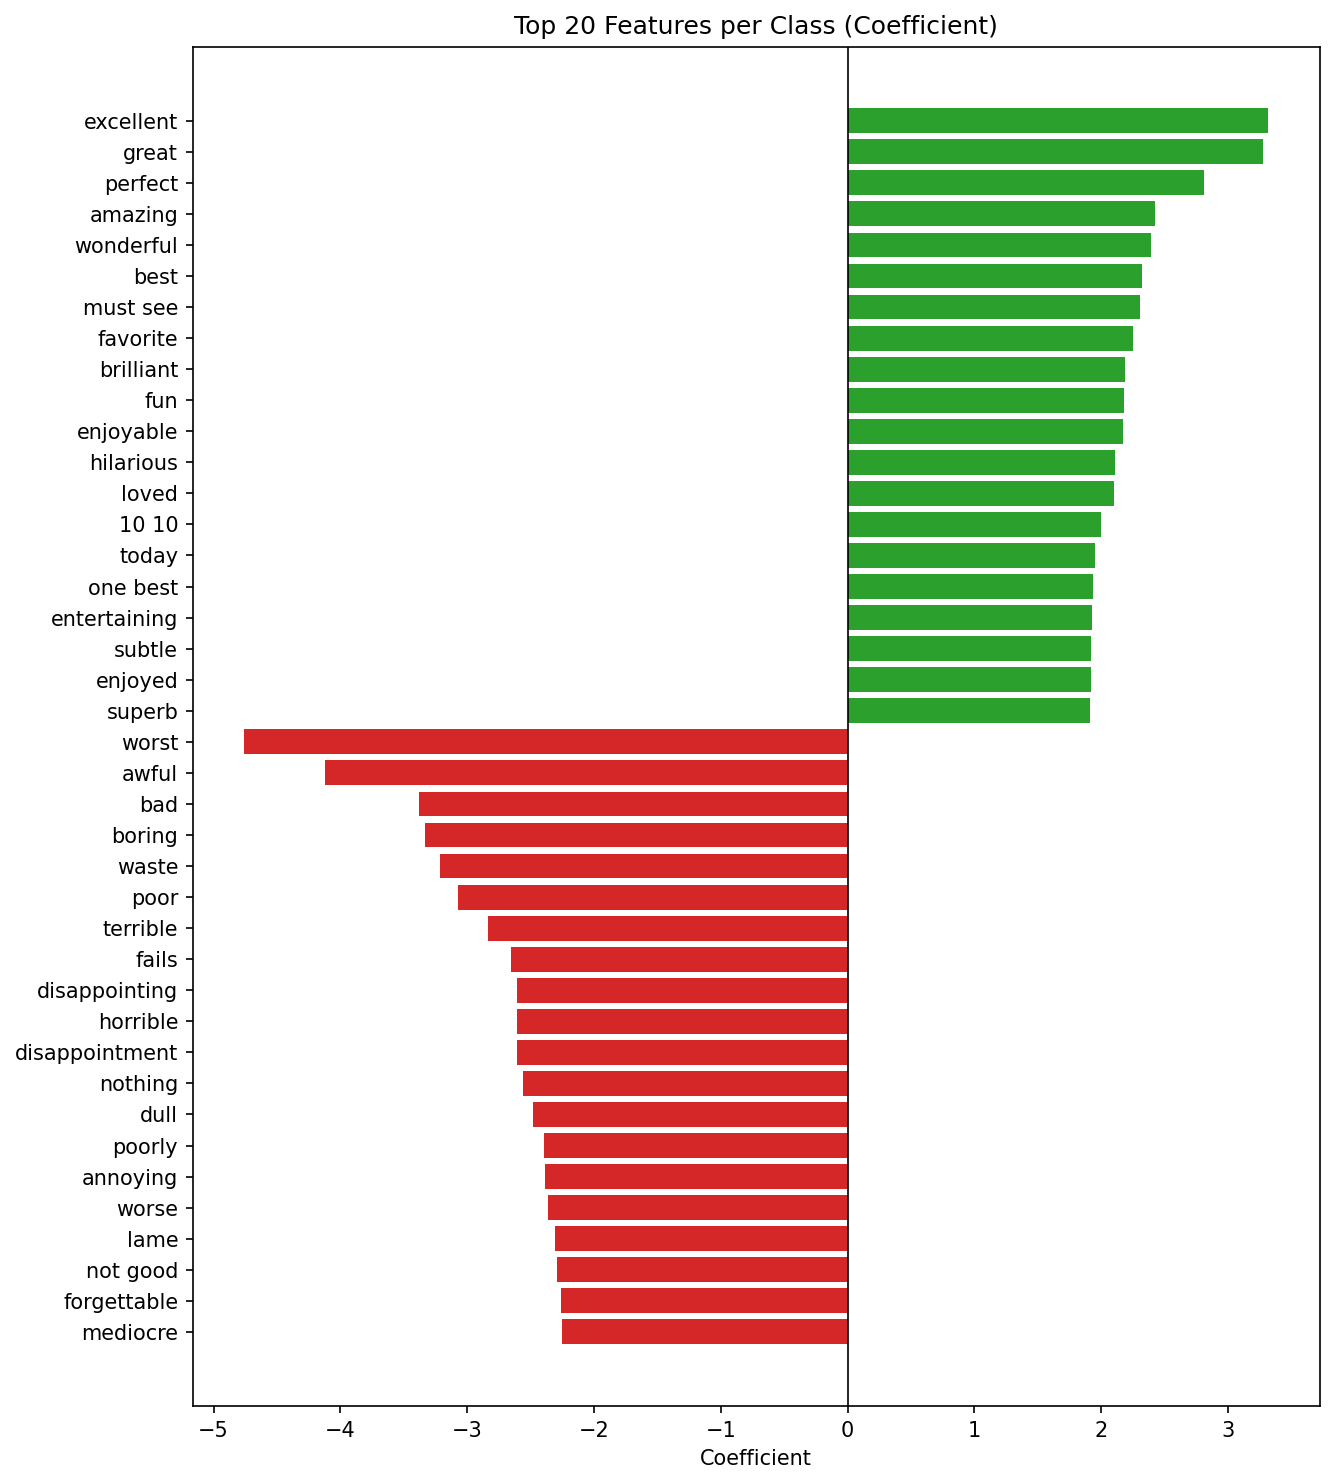 Top 20 Features per Class (Coefficient)
excellent
great
perfect
amazing
wonderful
best
must see
favorite
brilliant
fun
enjoyable
hilarious
loved
10 10
today
one best
entertaining
subtle
enjoyed
superb
worst
awful
bad
boring
waste
poor
terrible
fails
disappointing
horrible
disappointment
nothing
dull
poorly
annoying
worse
lame
not good
forgettable
mediocre
−5 −4 −3 −2 −1 0 1 2 3
Coefficient